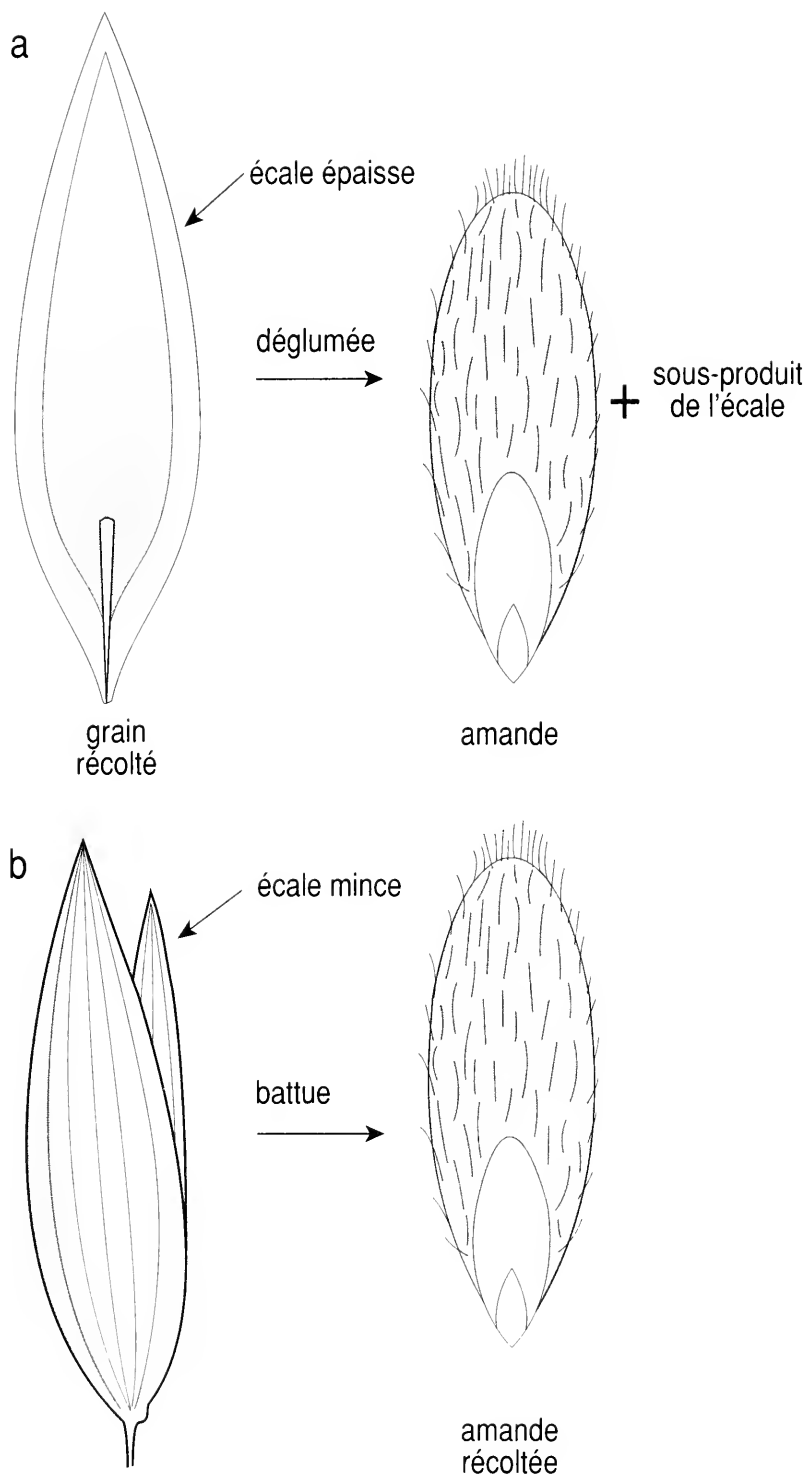 a
écale épaisse
déglumée
+
sous-produit
de l'écale
grain
récolté
amande
b
écale mince
battue
amande
récoltée